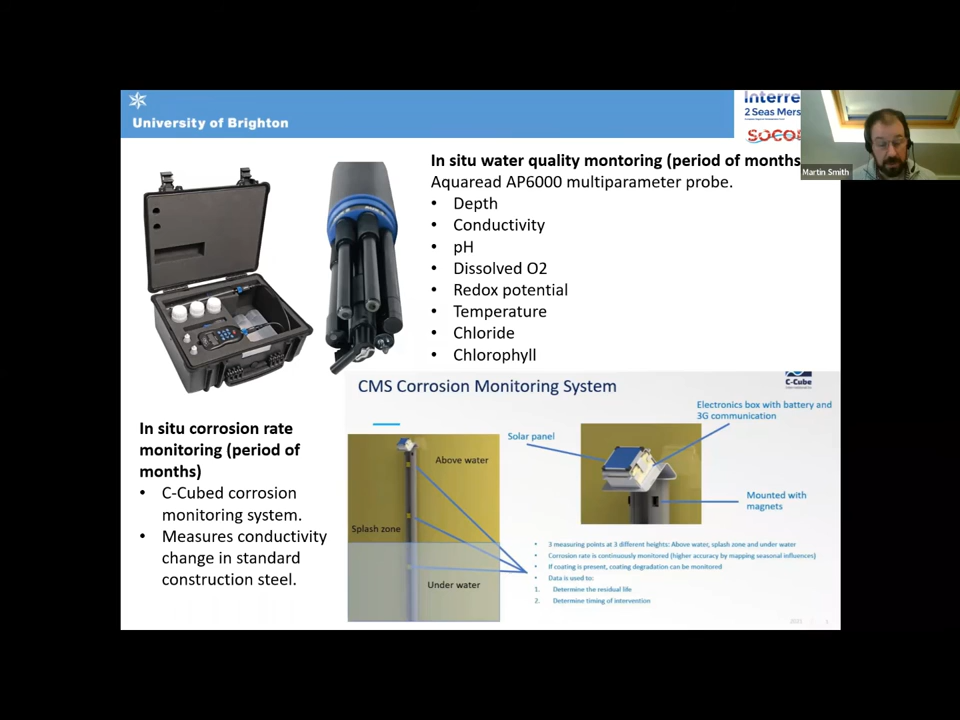 University of Brighton
Interre
2 Seas Mers
SOCO
Martin Smith
In situ water quality montoring (period of months
Aquaread AP6000 multiparameter probe.
• Depth
• Conductivity
• pH
• Dissolved O2
• Redox potential
• Temperature
• Chloride
• Chlorophyll
In situ corrosion rate
monitoring (period of
months)
• C-Cubed corrosion
monitoring system.
• Measures conductivity
change in standard
construction steel.
CMS Corrosion Monitoring System
C-Cube
Electronics box with battery and
3G communication
Solar panel
Above water
Splash zone
Under water
Mounted with
magnets
• 3 measuring points at 3 different heights: Above water, splash zone and under water
• Corrosion rate is continuously monitored (higher accuracy by mapping seasonal influences)
• If coating is present, coating degradation can be monitored
• Data is used to:
1. Determine the residual life
2. Determine timing of intervention